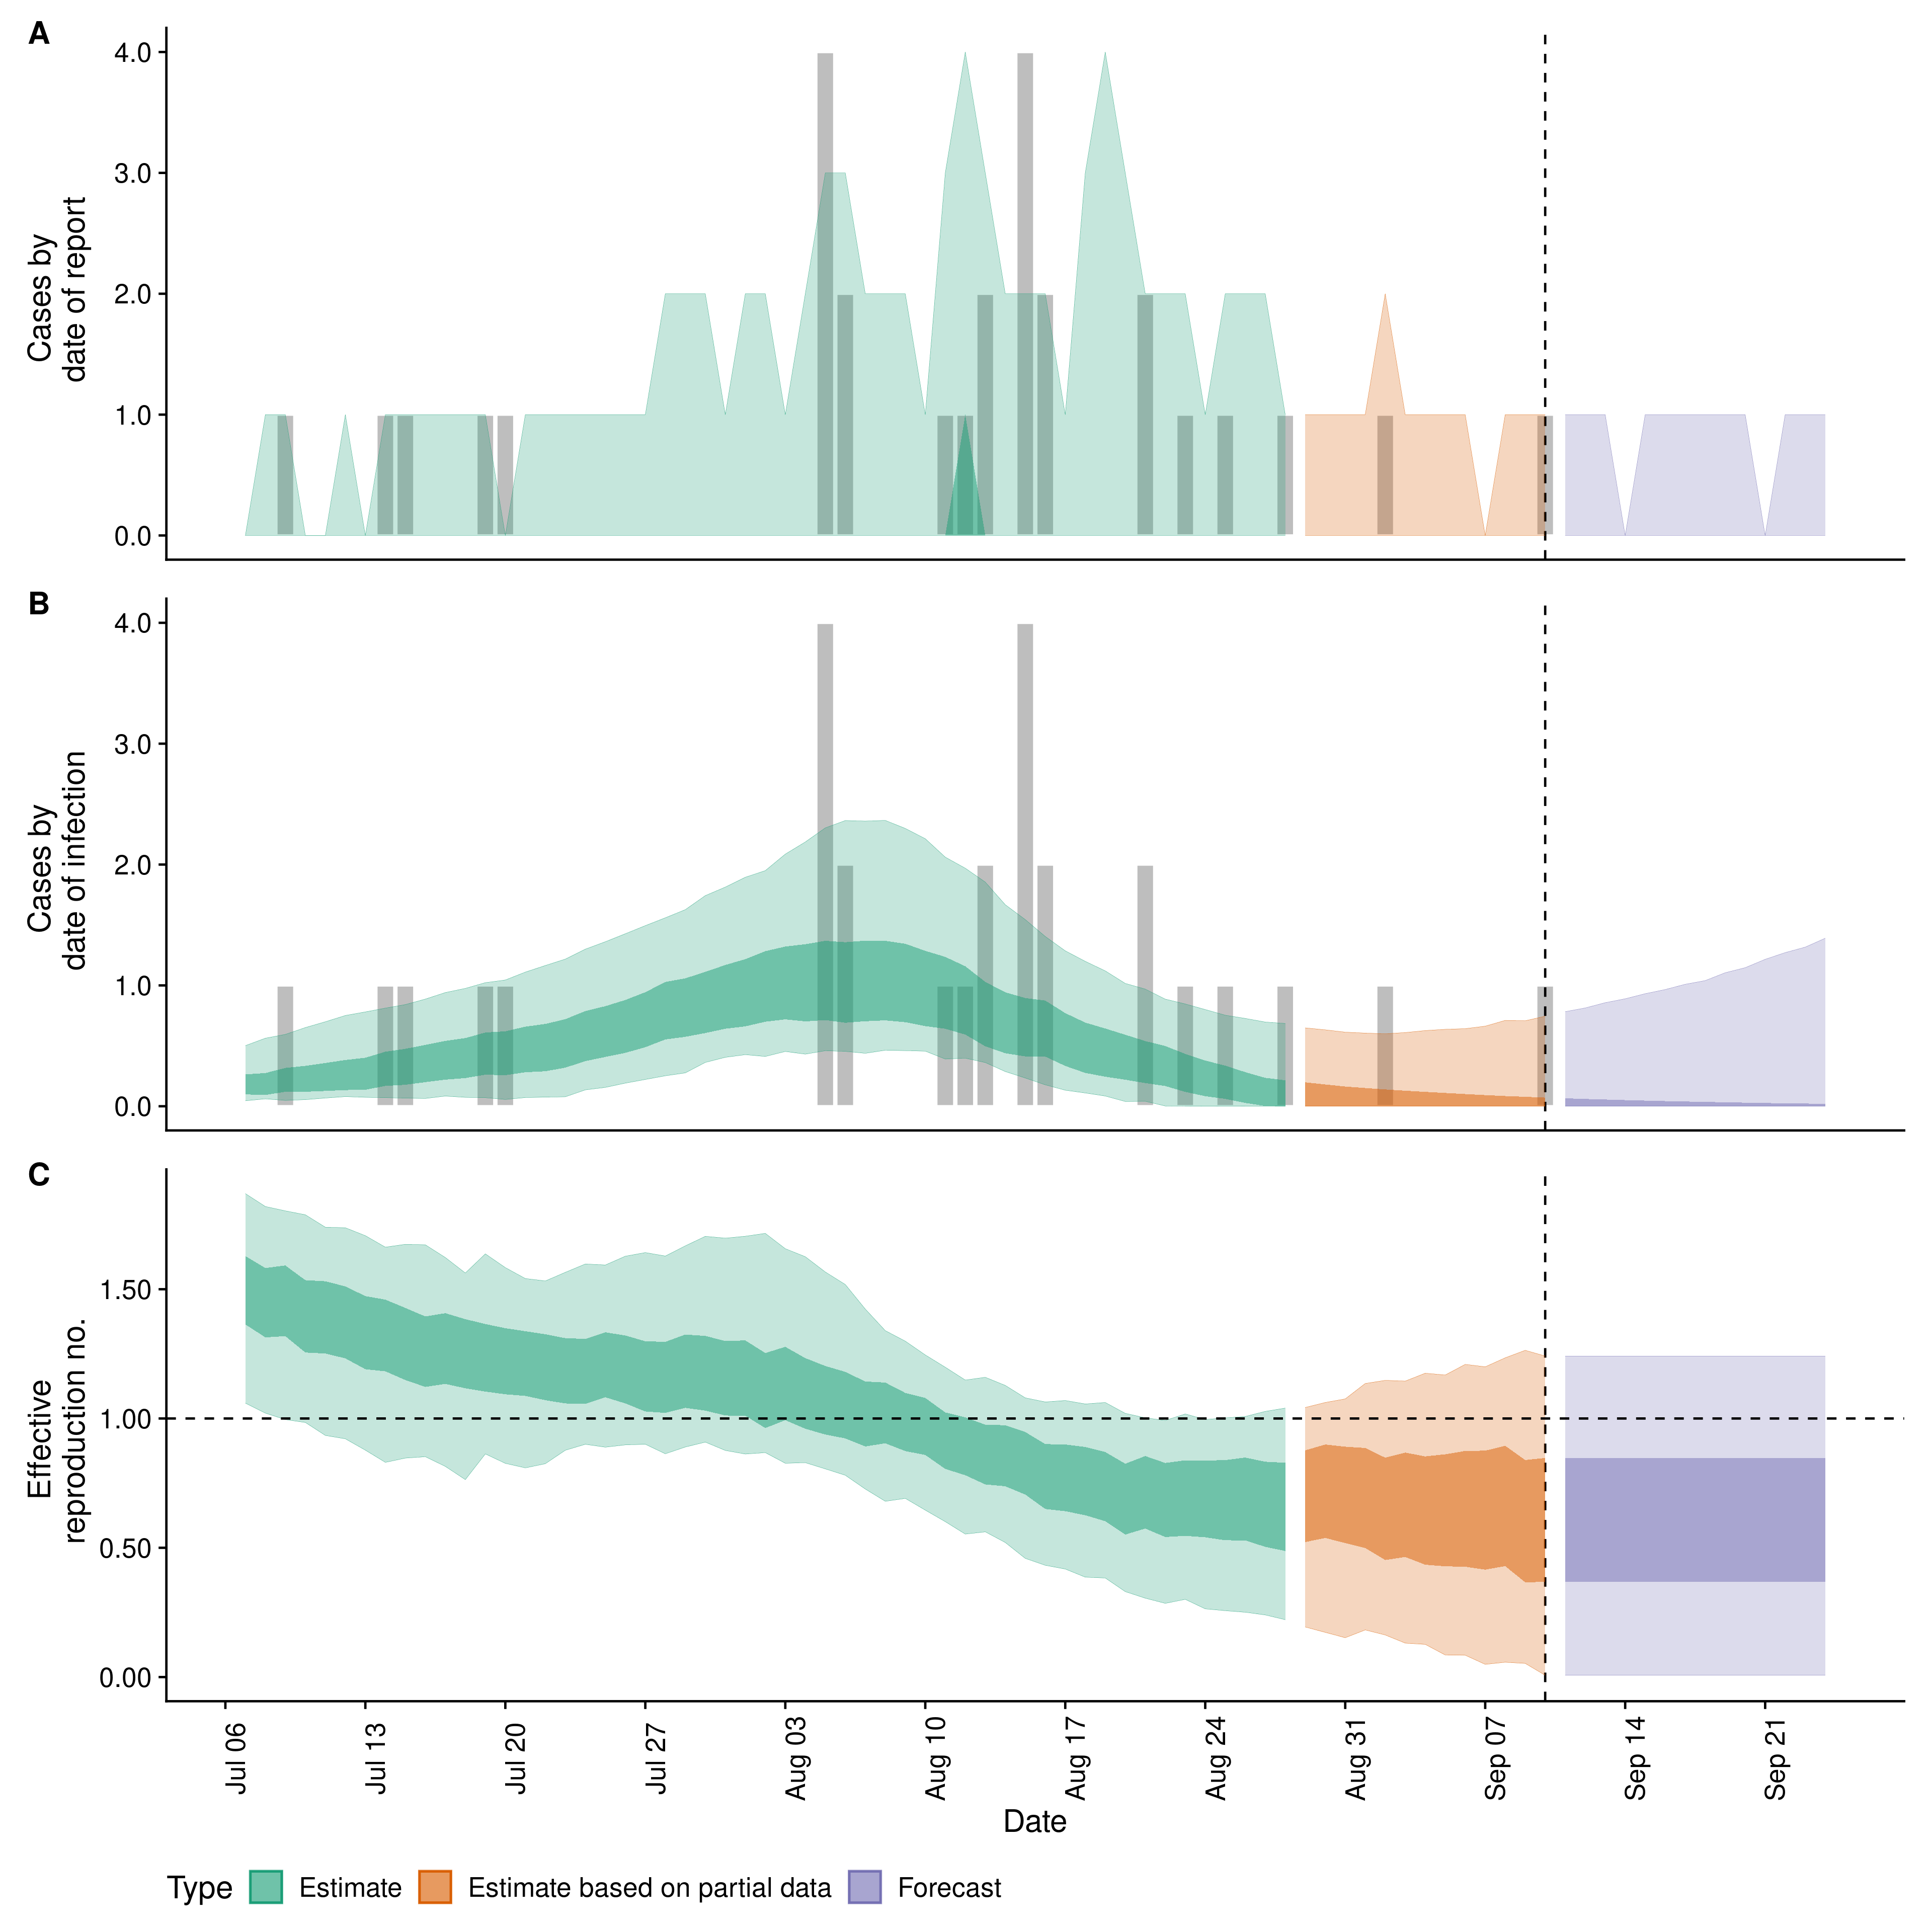 A
4.0
3.0
2.0
1.0
0.0
Cases by
date of report
B
4.0
3.0
2.0
1.0
0.0
Cases by
date of infection
C
1.50
1.00
0.50
0.00
Effective
reproduction no.
Jul 06
Jul 13
Jul 20
Jul 27
Aug 03
Aug 10
Aug 17
Aug 24
Aug 31
Sep 07
Sep 14
Sep 21
Date
Type Estimate Estimate based on partial data Forecast